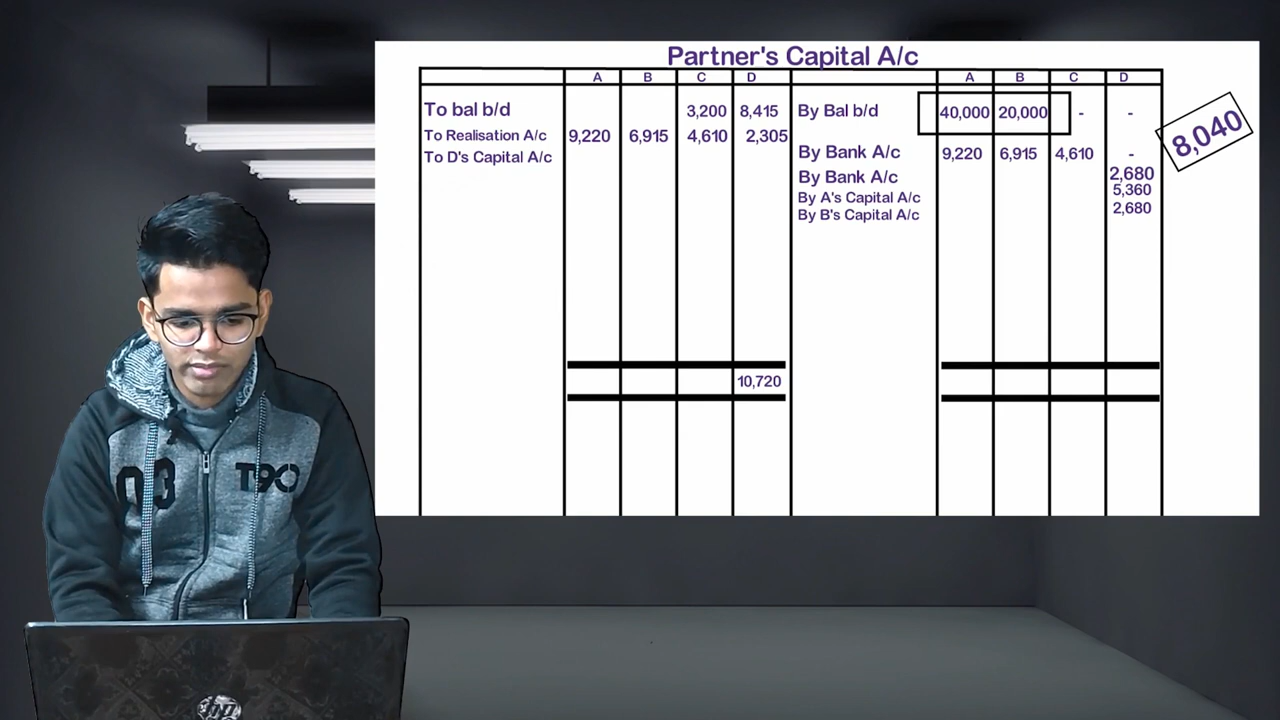 Partner's Capital A/c
A B C D A B C D
To bal b/d 3,200 8,415 By Bal b/d 40,000 20,000 - -
To Realisation A/c 9,220 6,915 4,610 2,305
To D's Capital A/c By Bank A/c 9,220 6,915 4,610 -
By Bank A/c 2,680
By A's Capital A/c 5,360
By B's Capital A/c 2,680
10,720
8,040
03 T90
hp